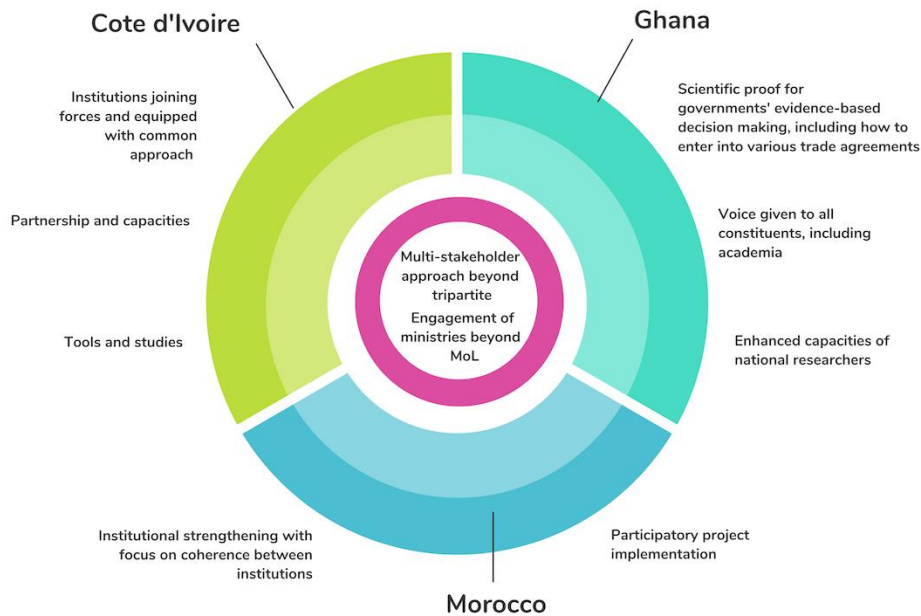 Cote d'Ivoire
Institutions joining
forces and equipped
with common
approach
Partnership and capacities
Tools and studies
Ghana
Scientific proof for
governments' evidence-based
decision making, including how to
enter into various trade agreements
Voice given to all
constituents, including
academia
Enhanced capacities of
national researchers
Multi-stakeholder
approach beyond
tripartite
Engagement of
ministries beyond
MoL
Institutional strengthening with
focus on coherence between
institutions
Participatory project
implementation
Morocco